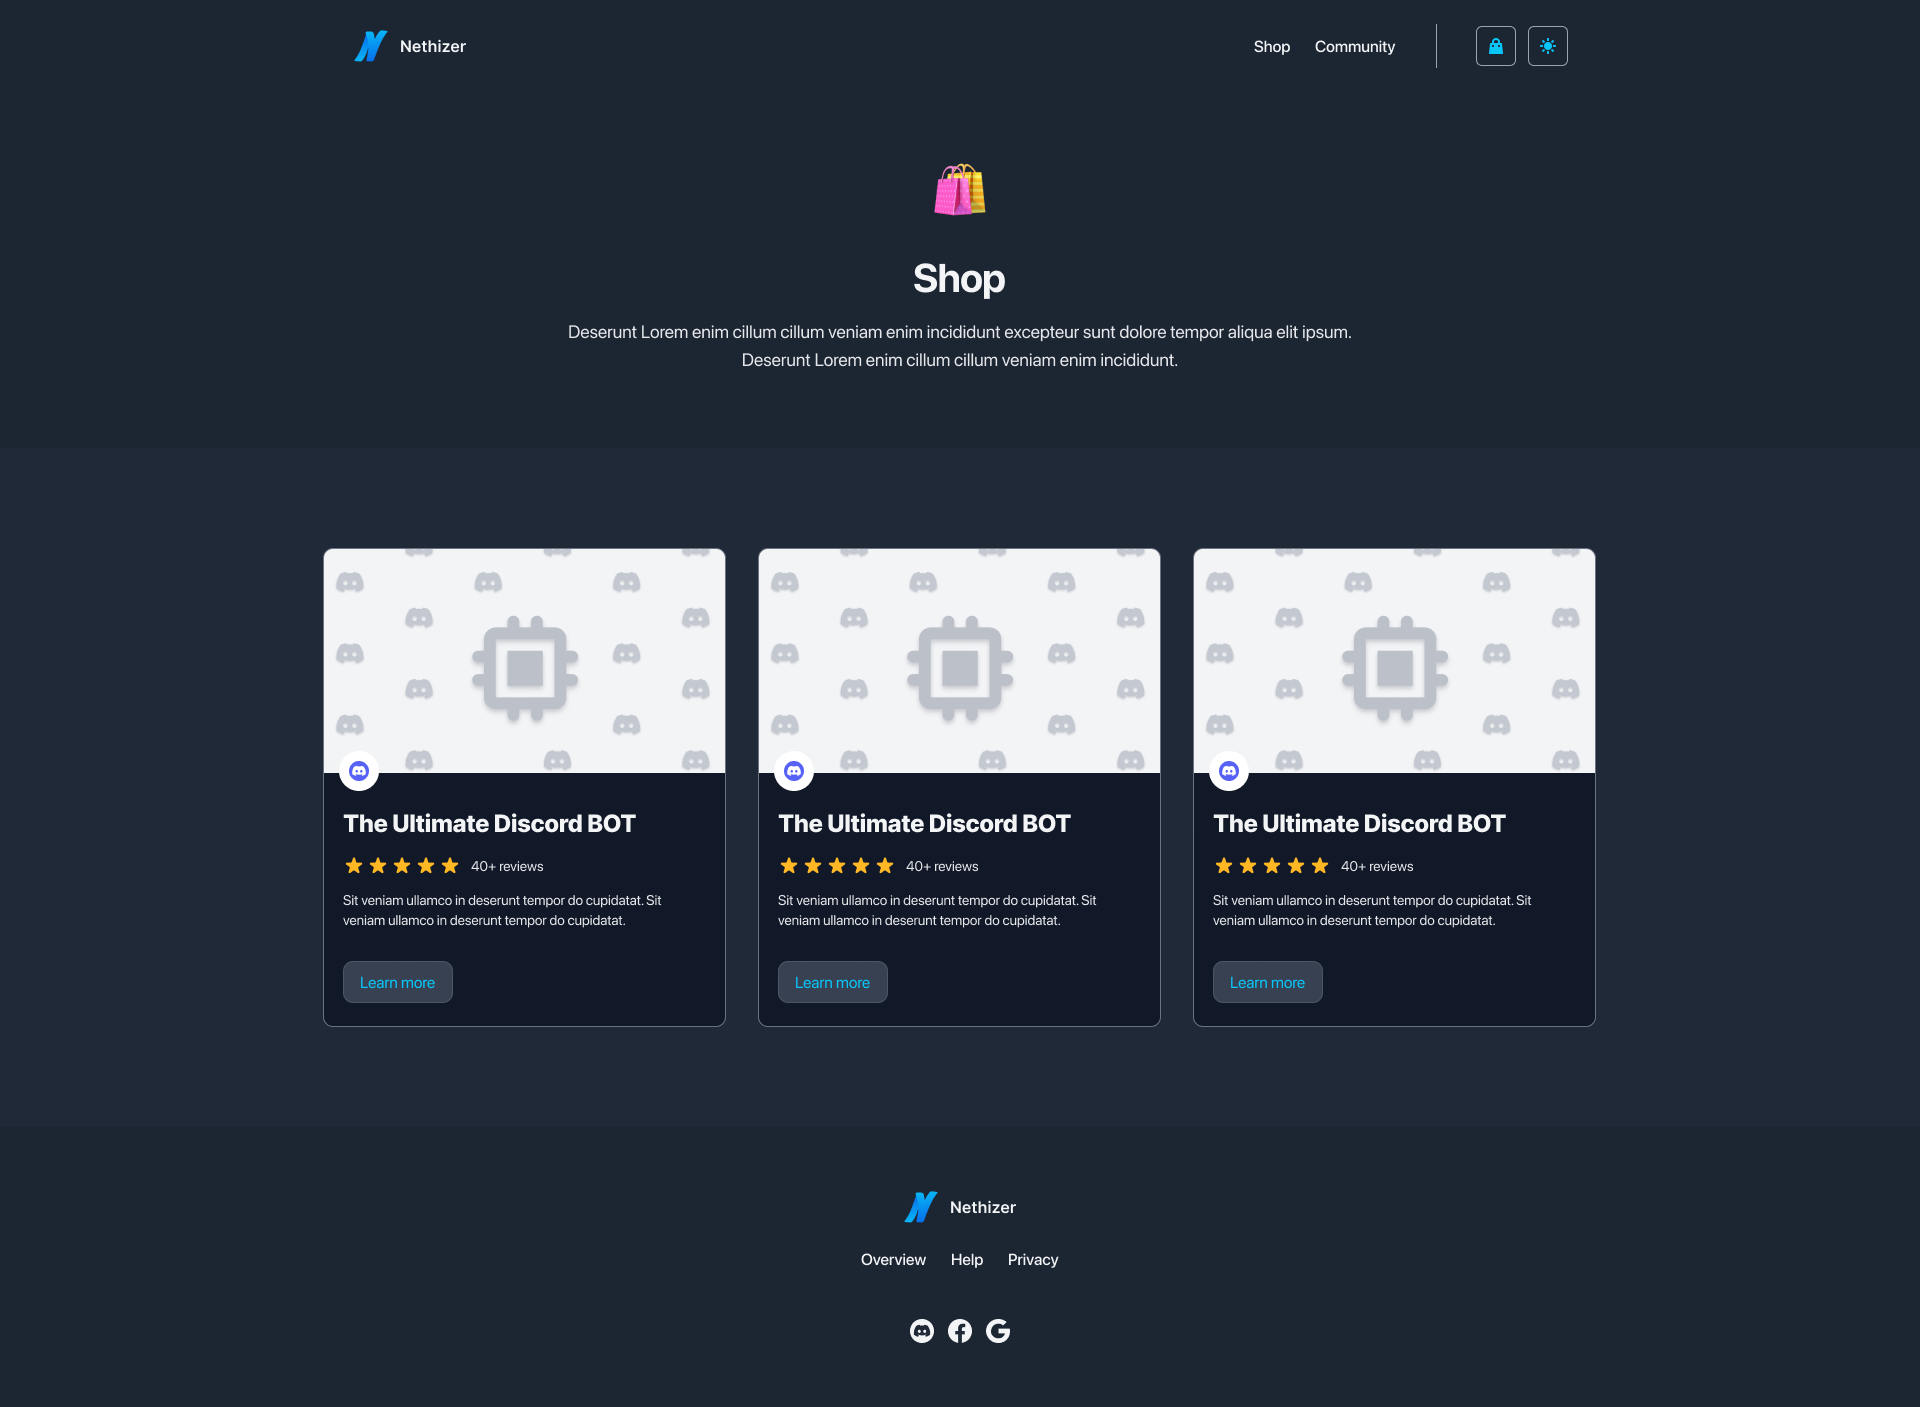 Nethizer
Shop
Community
Shop
Deserunt Lorem enim cillum cillum veniam enim incididunt excepteur sunt dolore tempor aliqua elit ipsum.
Deserunt Lorem enim cillum cillum veniam enim incididunt.
The Ultimate Discord BOT
40+ reviews
Sit veniam ullamco in deserunt tempor do cupidatat. Sit
veniam ullamco in deserunt tempor do cupidatat.
Learn more
The Ultimate Discord BOT
40+ reviews
Sit veniam ullamco in deserunt tempor do cupidatat. Sit
veniam ullamco in deserunt tempor do cupidatat.
Learn more
The Ultimate Discord BOT
40+ reviews
Sit veniam ullamco in deserunt tempor do cupidatat. Sit
veniam ullamco in deserunt tempor do cupidatat.
Learn more
Nethizer
Overview
Help
Privacy